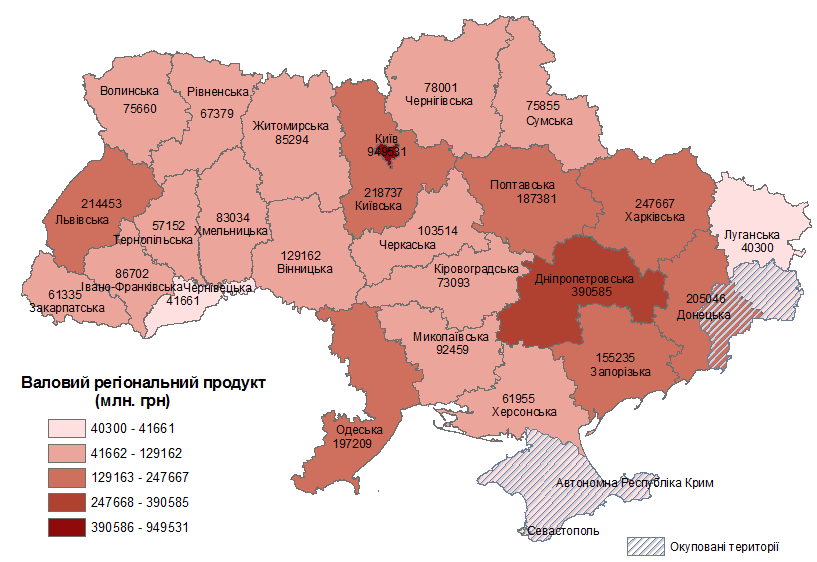 78001
Чернігівська
75855
Сумська
Волинська
75660
Рівненська
67379
Житомирська
85294
Київ
949531
218737
Київська
Полтавська
187381
247667
Харківська
Луганська
40300
214453
Львівська
57152
Тернопільська
83034
Хмельницька
129162
Вінницька
103514
Черкаська
Кіровоградська
73093
Дніпропетровська
390585
205046
Донецька
86702
Івано-Франківська
61335
Закарпатська
Чернівецька
41661
Миколаївська
92459
155235
Запорізька
61955
Херсонська
Одеська
197209
Автономна Республіка Крим
Севастополь
Валовий регіональний продукт
(млн. грн)
40300 - 41661
41662 - 129162
129163 - 247667
247668 - 390585
390586 - 949531
Окуповані території